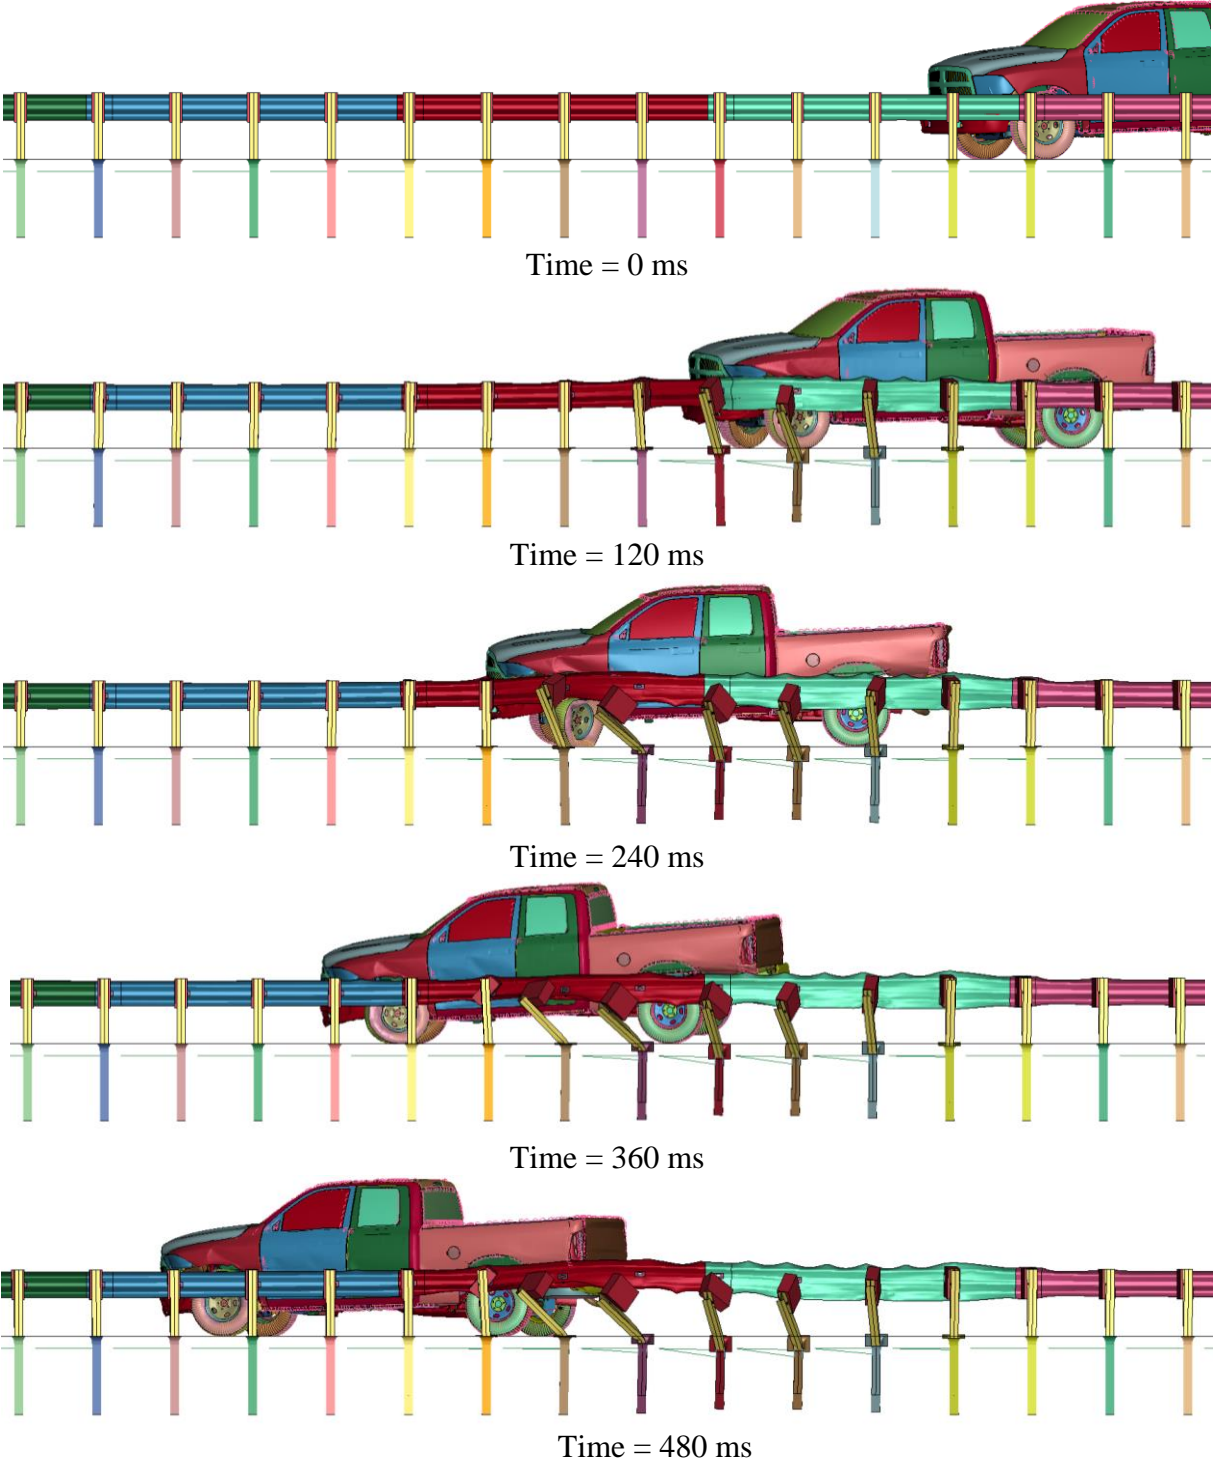 Time = 0 ms
Time = 120 ms
Time = 240 ms
Time = 360 ms
Time = 480 ms